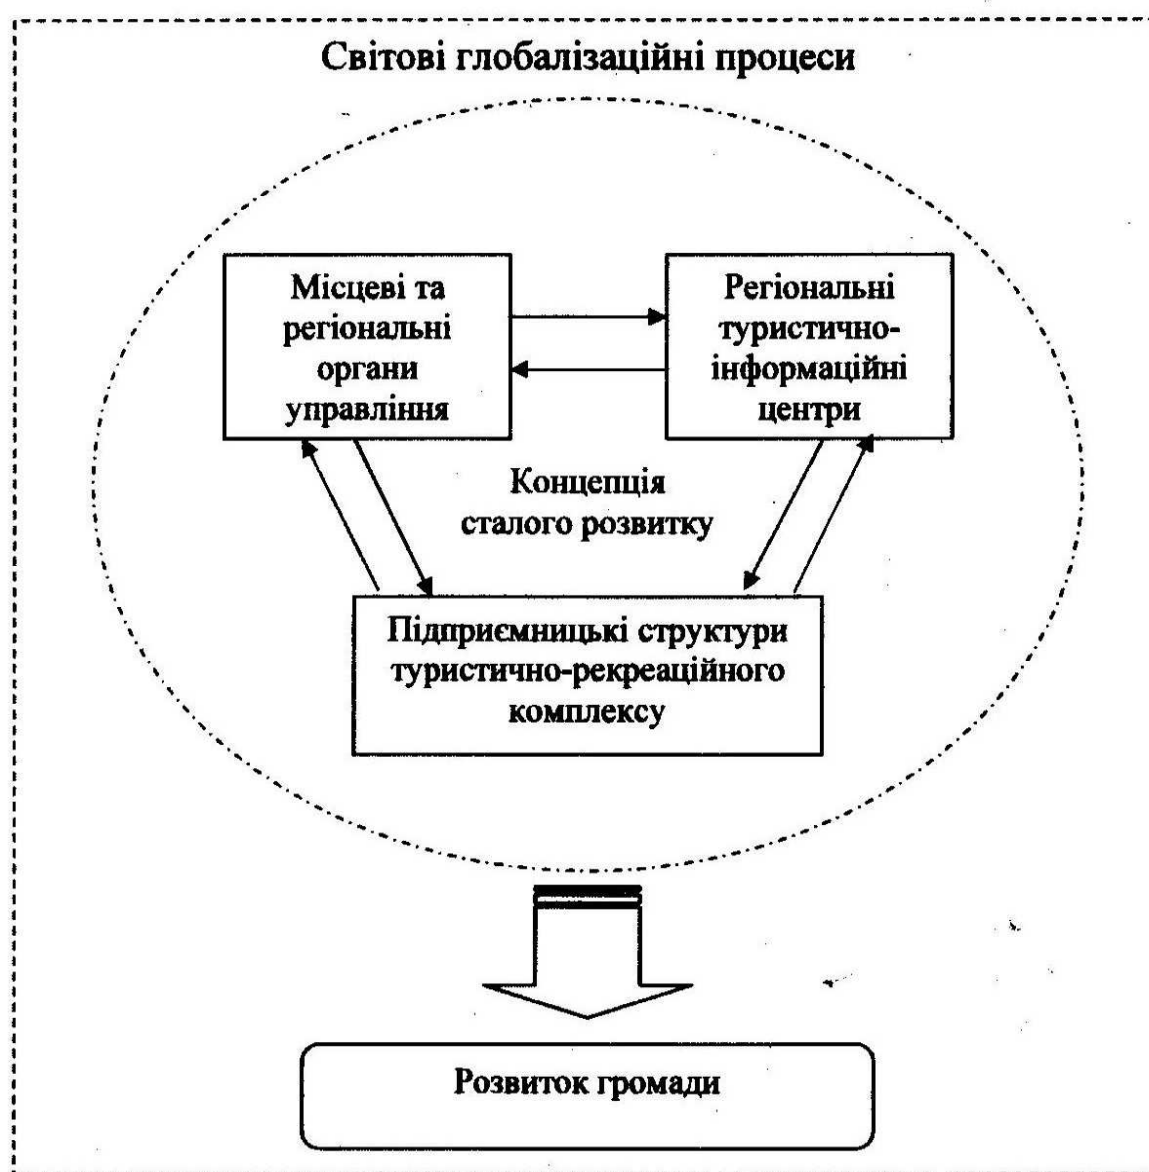 Світові глобалізаційні процеси
Місцеві та
регіональні
органи
управління
Регіональні
туристично-
інформаційні
центри
Концепція
сталого розвитку
Підприємницькі структури
туристично-рекреаційного
комплексу
Розвиток громади